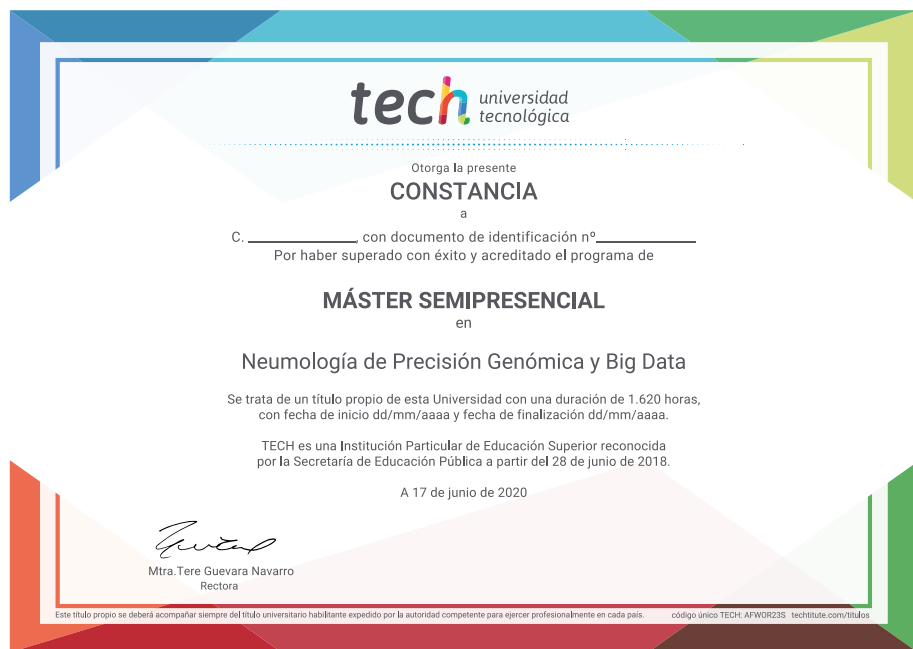 tech universidad
tecnológica
Otorga la presente
CONSTANCIA
a
C. ____________, con documento de identificación nº____________
Por haber superado con éxito y acreditado el programa de
MÁSTER SEMIPRESENCIAL
en
Neumología de Precisión Genómica y Big Data
Se trata de un título propio de esta Universidad con una duración de 1.620 horas,
con fecha de inicio dd/mm/aaaa y fecha de finalización dd/mm/aaaa.
TECH es una Institución Particular de Educación Superior reconocida
por la Secretaría de Educación Pública a partir del 28 de junio de 2018.
A 17 de junio de 2020
Mtra.Tere Guevara Navarro
Rectora
Este título propio se deberá acompañar siempre del título universitario habilitante expedido por la autoridad competente para ejercer profesionalmente en cada país. código único TECH: AFWOR23S techtitute.com/titulos